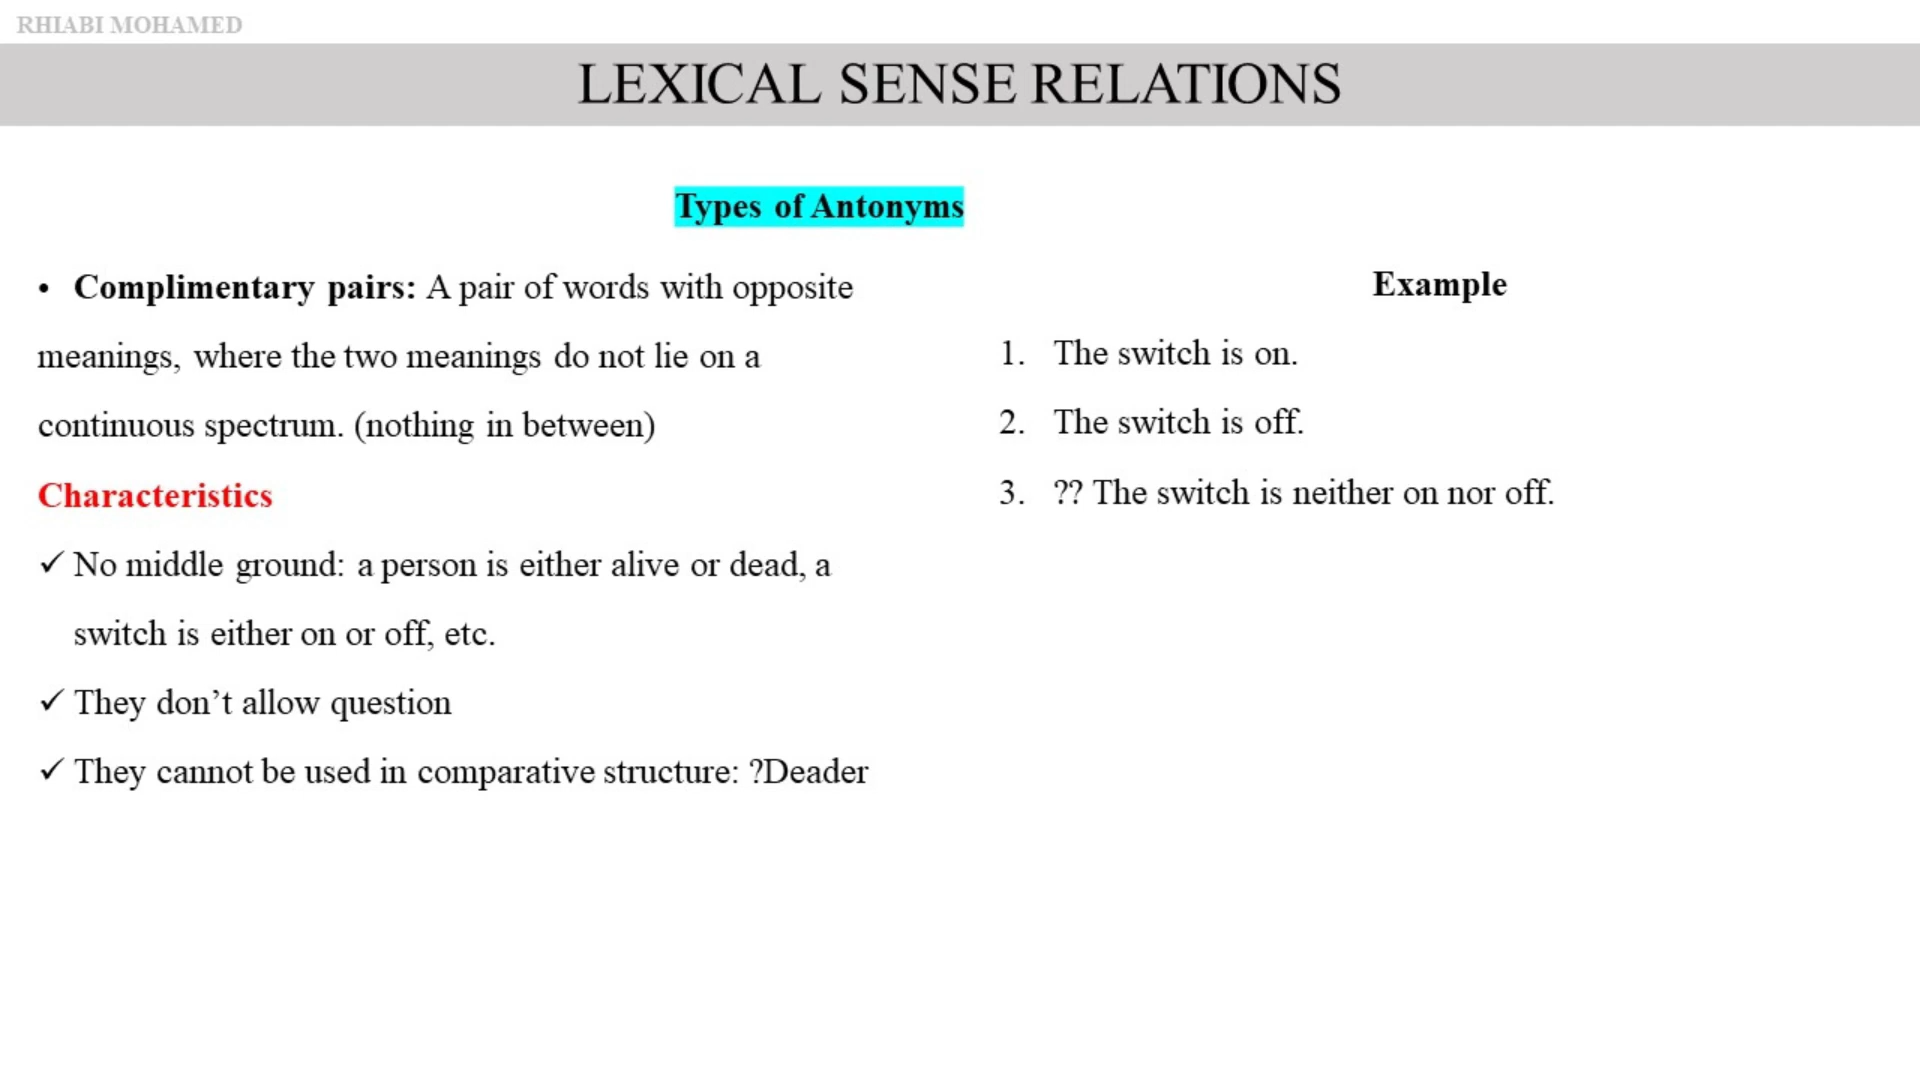 RHIABI MOHAMED
LEXICAL SENSE RELATIONS
Types of Antonyms
• Complimentary pairs: A pair of words with opposite
meanings, where the two meanings do not lie on a
continuous spectrum. (nothing in between)
Characteristics
✓ No middle ground: a person is either alive or dead, a
switch is either on or off, etc.
✓ They don’t allow question
✓ They cannot be used in comparative structure: ?Deader
Example
1. The switch is on.
2. The switch is off.
3. ?? The switch is neither on nor off.